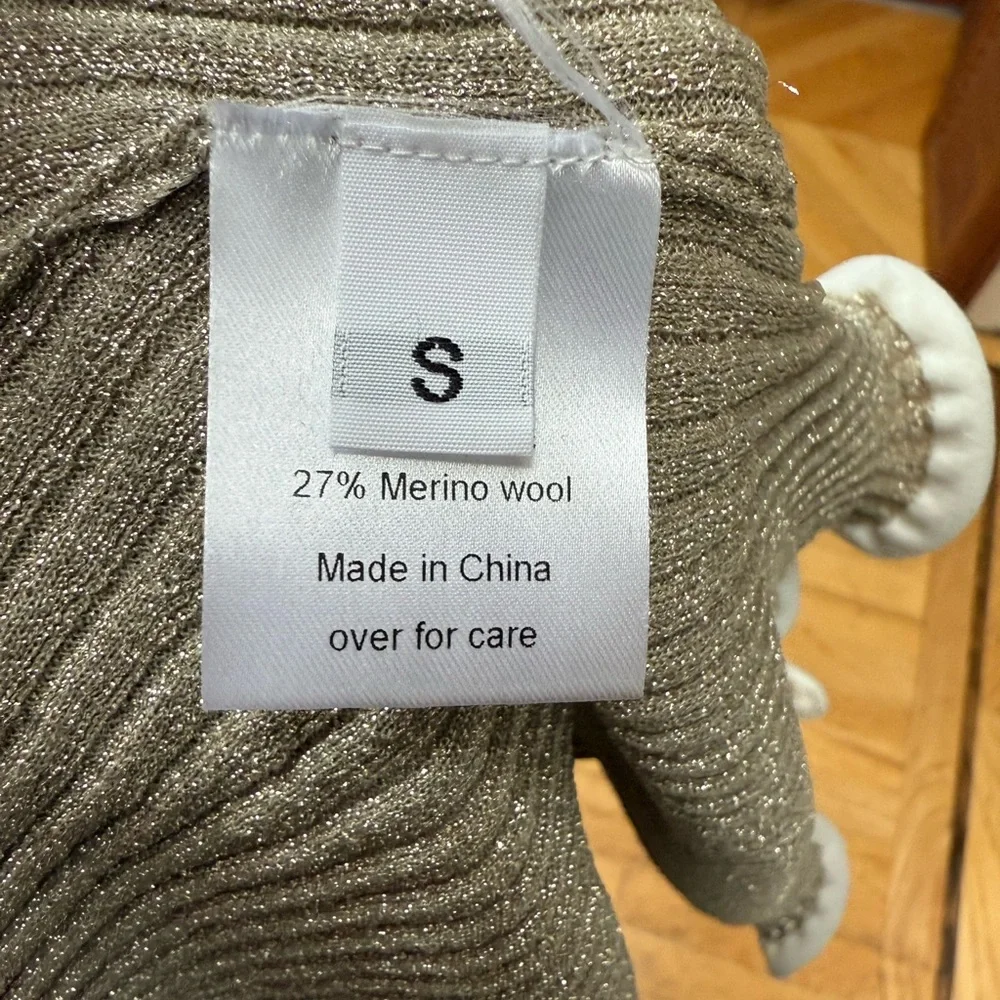 S
27% Merino wool
Made in China
over for care